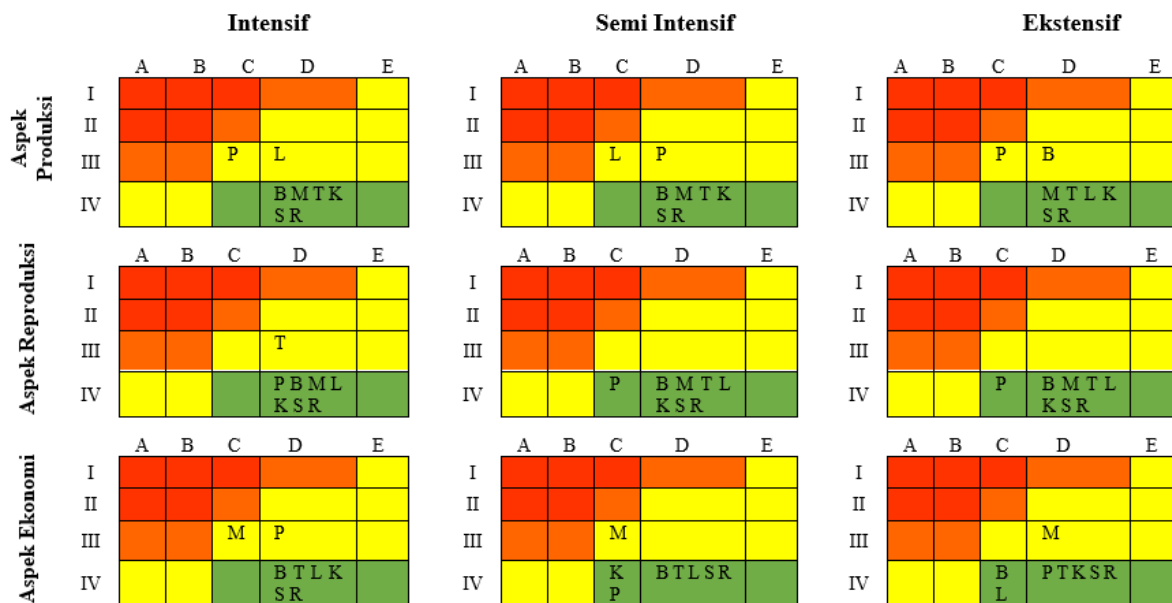 Intensif
Semi Intensif
Ekstensif
Aspek
Produksi
A B C D E
A B C D E
A B C D E
I
I
I
II
II
II
III P L
III L P
III P B
IV B M T K
S R
IV B M T K
S R
IV M T L K
S R
Aspek Reproduksi
A B C D E
A B C D E
A B C D E
I
I
I
II
II
II
III T
III
III
IV P B M L
K S R
IV P B M T L
K S R
IV P B M T L
K S R
Aspek Ekonomi
A B C D E
A B C D E
A B C D E
I
I
I
II
II
II
III M P
III M
III M
IV B T L K
S R
IV K B T L S R
P
IV B P T K S R
L